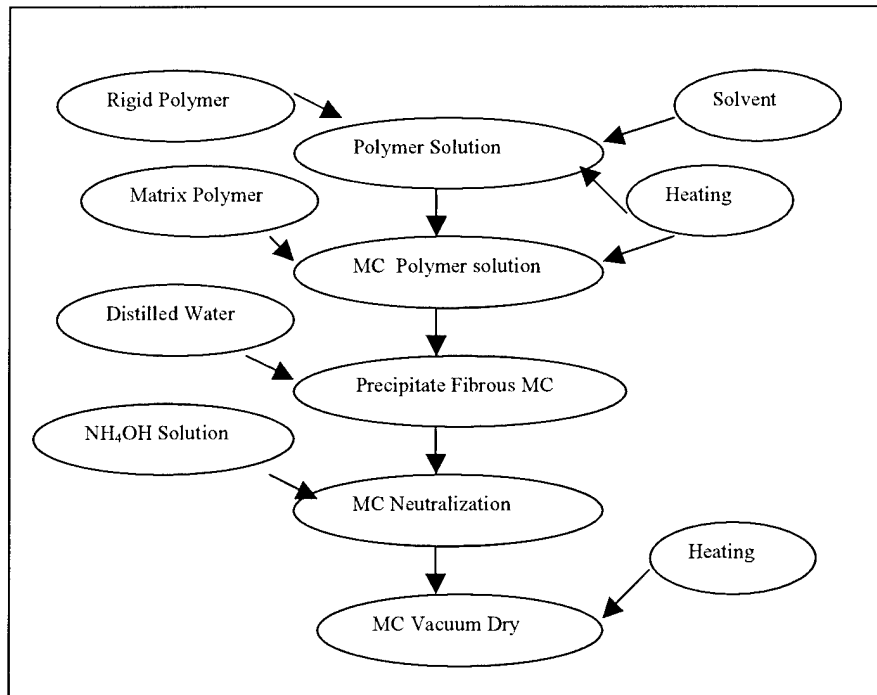 Rigid Polymer
Solvent
Polymer Solution
Matrix Polymer
Heating
MC Polymer solution
Distilled Water
Precipitate Fibrous MC
NH₄OH Solution
MC Neutralization
Heating
MC Vacuum Dry